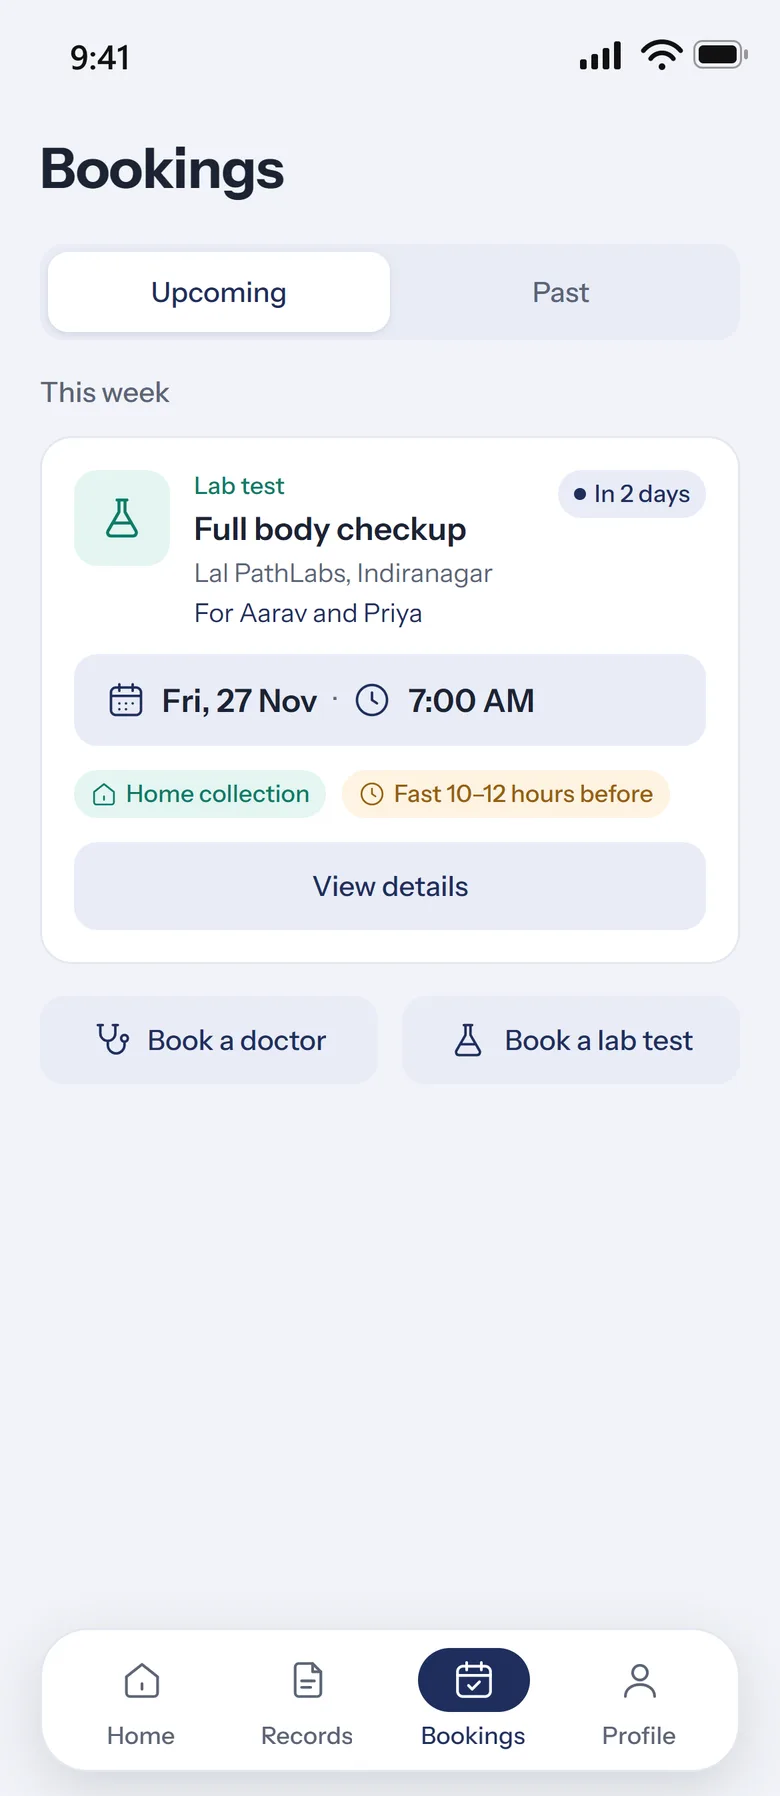 9:41
Bookings
Upcoming Past
This week
Lab test
In 2 days
Full body checkup
Lal PathLabs, Indiranagar
For Aarav and Priya
Fri, 27 Nov · 7:00 AM
Home collection Fast 10–12 hours before
View details
Book a doctor Book a lab test
Home Records Bookings Profile